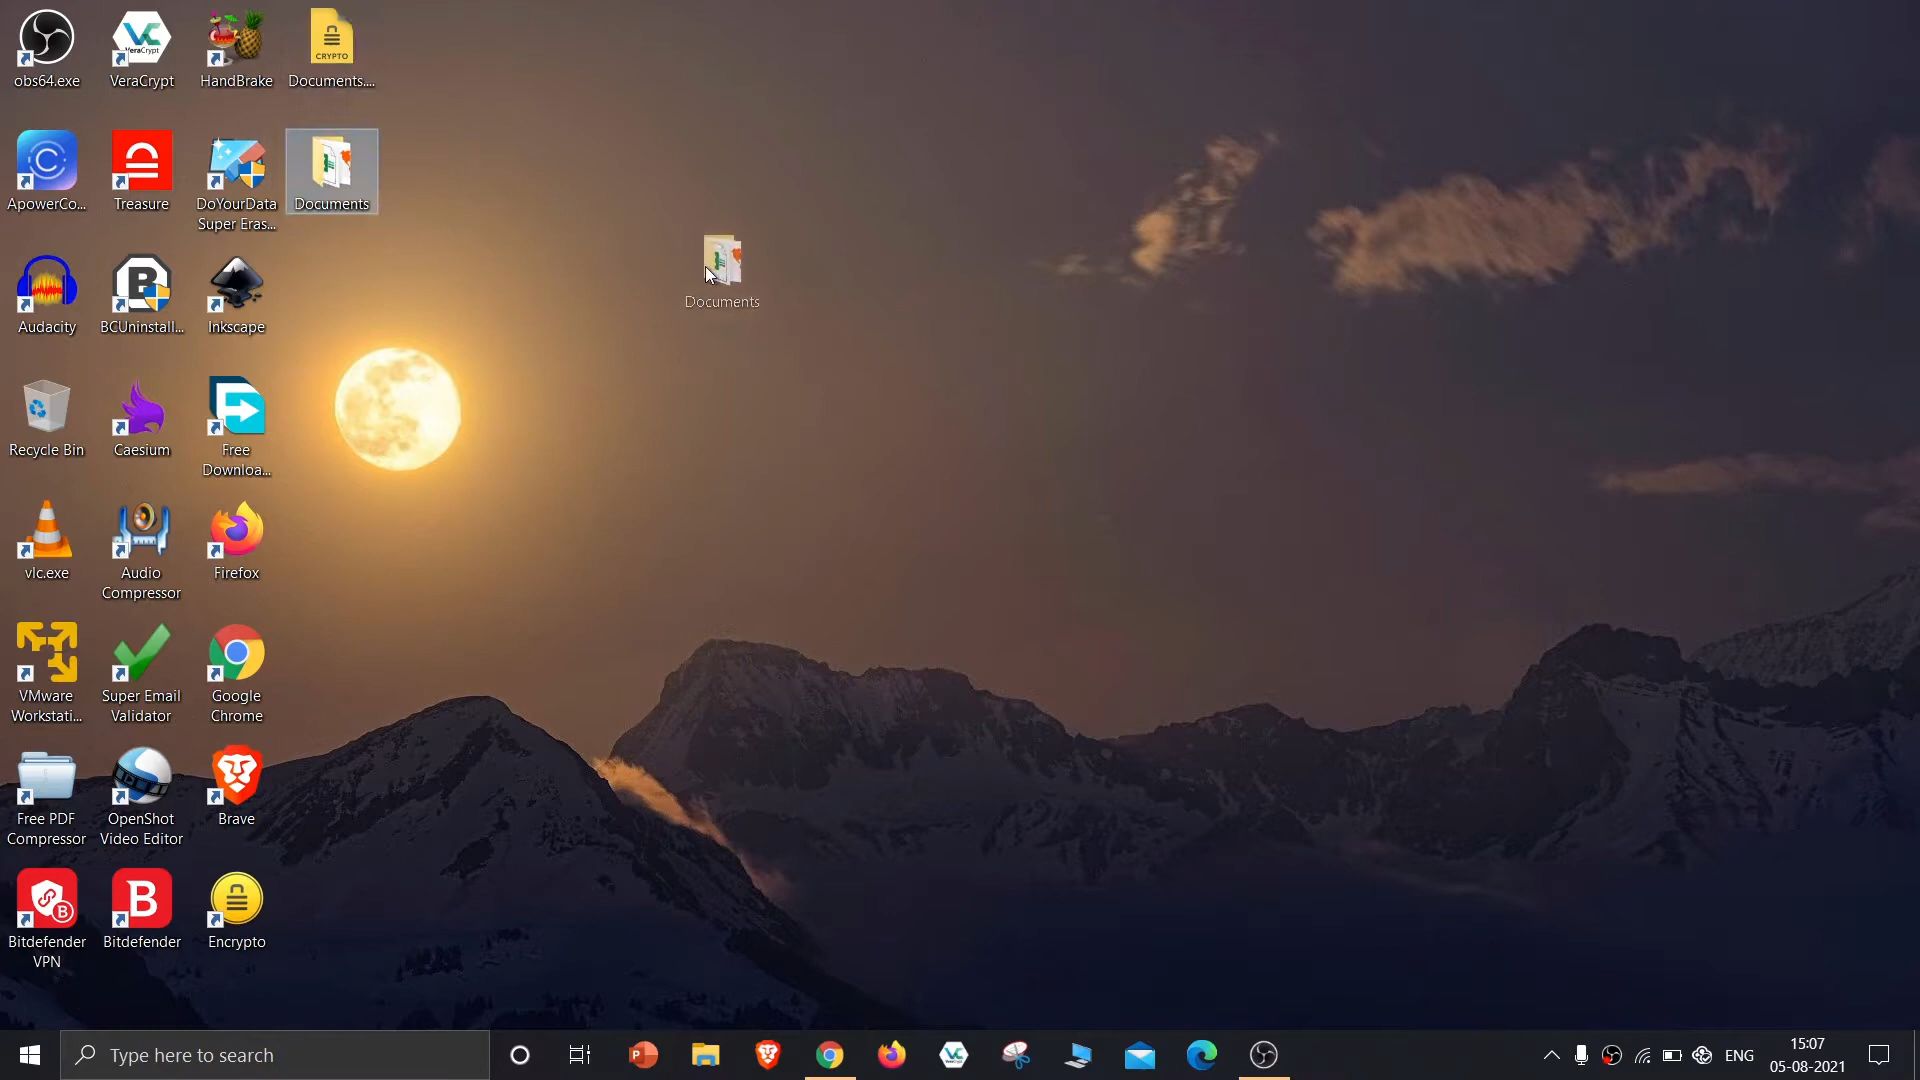 obs64.exe
VeraCrypt
VeraCrypt
HandBrake
CRYPTO
Documents....
ApowerCo...
Treasure
DoYourData
Super Eras...
Documents
Documents
Audacity
B
BCUninstall...
Inkscape
Recycle Bin
Caesium
Free
Downloa...
vlc.exe
Audio
Compressor
Firefox
VMware
Workstati...
Super Email
Validator
Google
Chrome
Free PDF
Compressor
OpenShot
Video Editor
Brave
B
Bitdefender
VPN
B
Bitdefender
Encrypto
Type here to search
P
ENG
15:07
05-08-2021